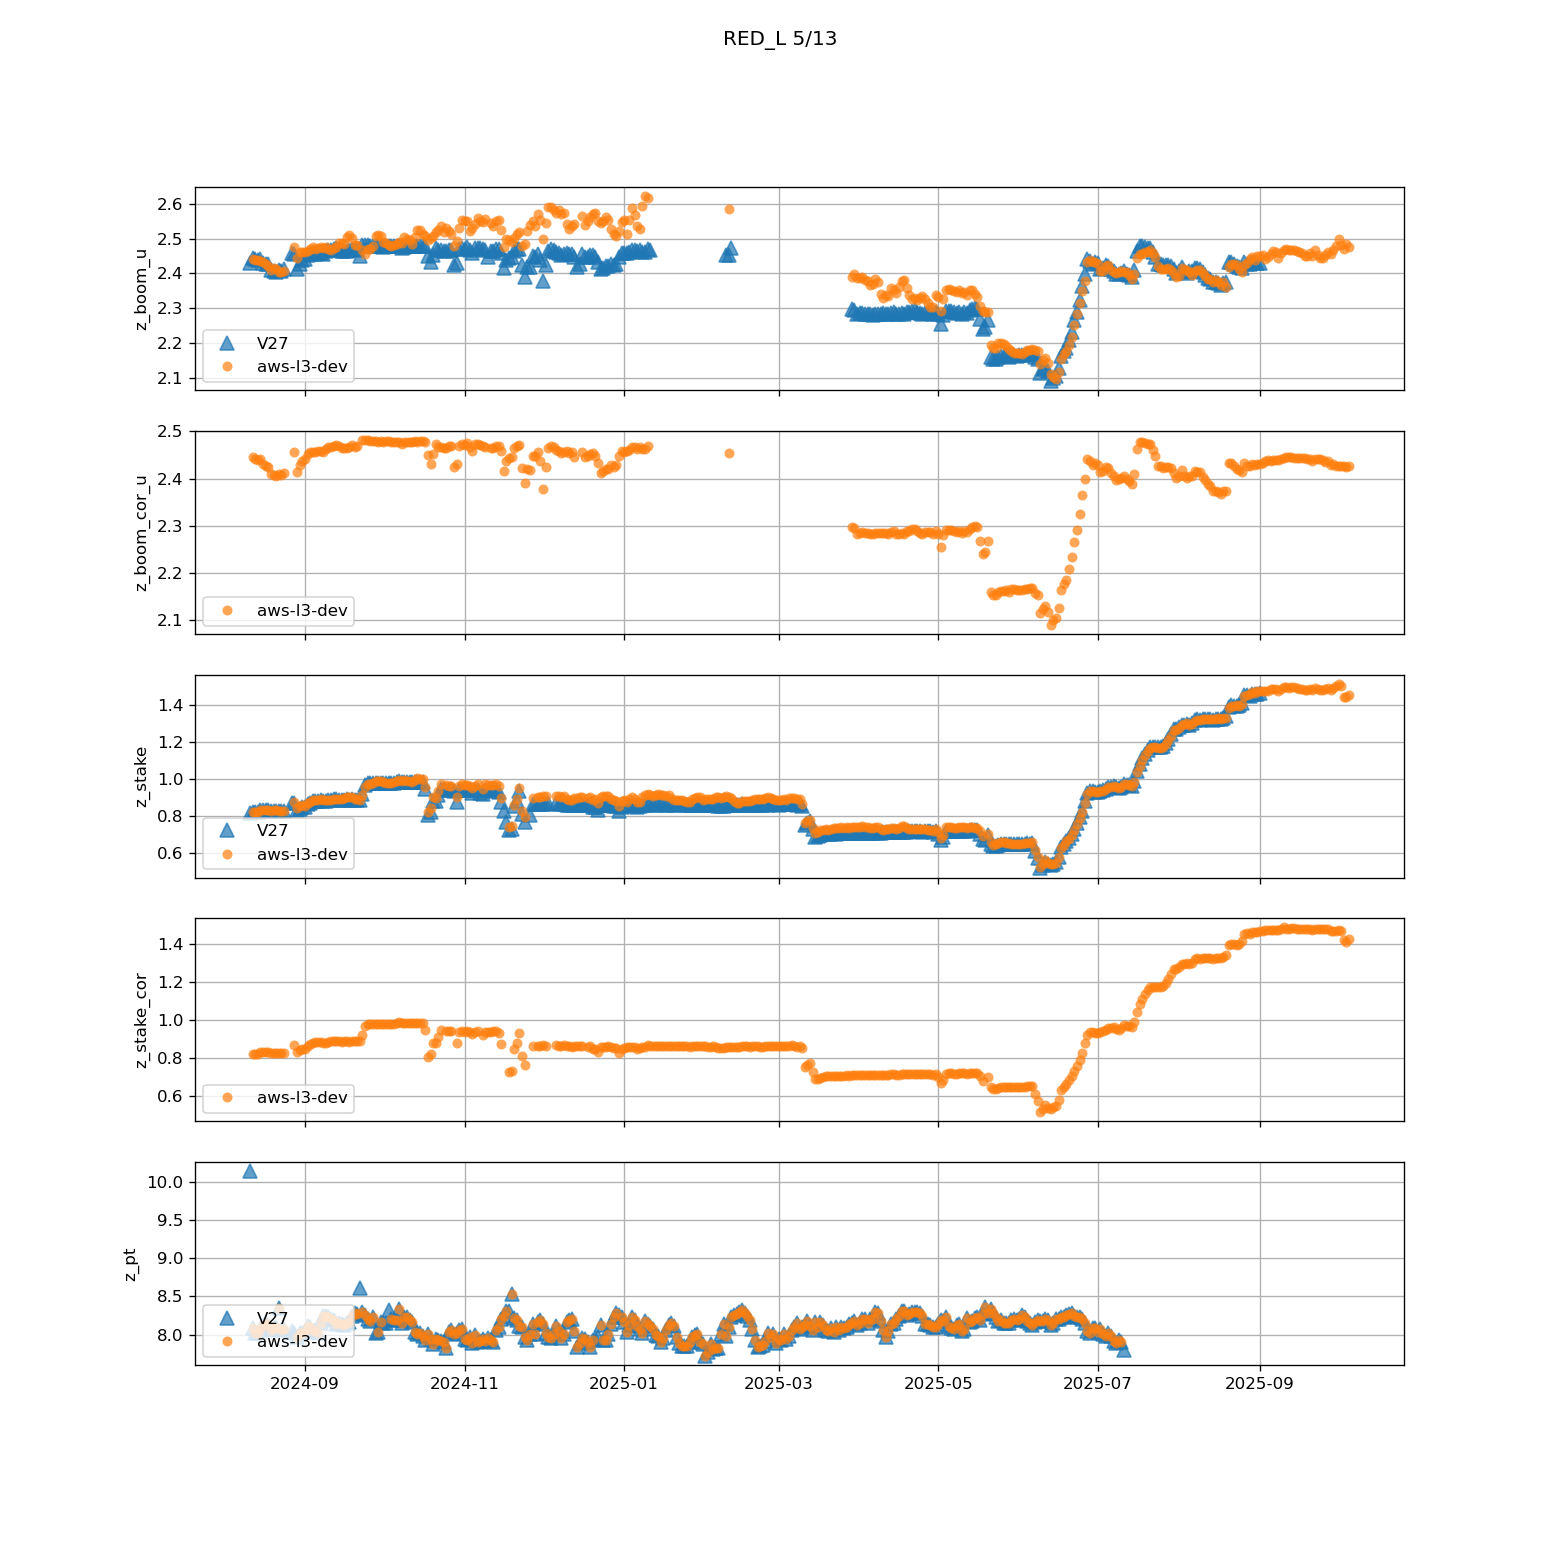 RED_L 5/13
z_boom_u
2.6
2.5
2.4
2.3
2.2
2.1
V27
aws-l3-dev
z_boom_cor_u
2.5
2.4
2.3
2.2
2.1
aws-l3-dev
z_stake
1.4
1.2
1.0
0.8
0.6
V27
aws-l3-dev
z_stake_cor
1.4
1.2
1.0
0.8
0.6
aws-l3-dev
z_pt
10.0
9.5
9.0
8.5
8.0
V27
aws-l3-dev
2024-09 2024-11 2025-01 2025-03 2025-05 2025-07 2025-09